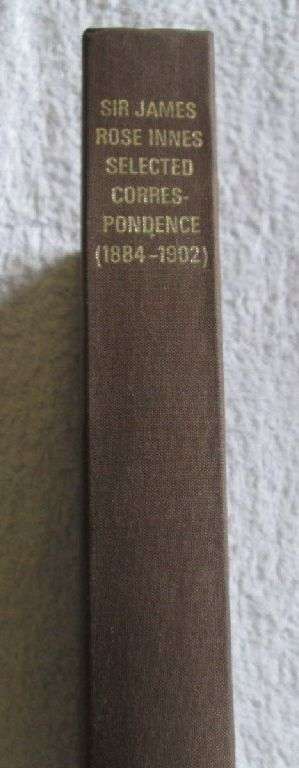 SIR JAMES
ROSE INNES
SELECTED
CORRES-
PONDENCE
(1884-1902)